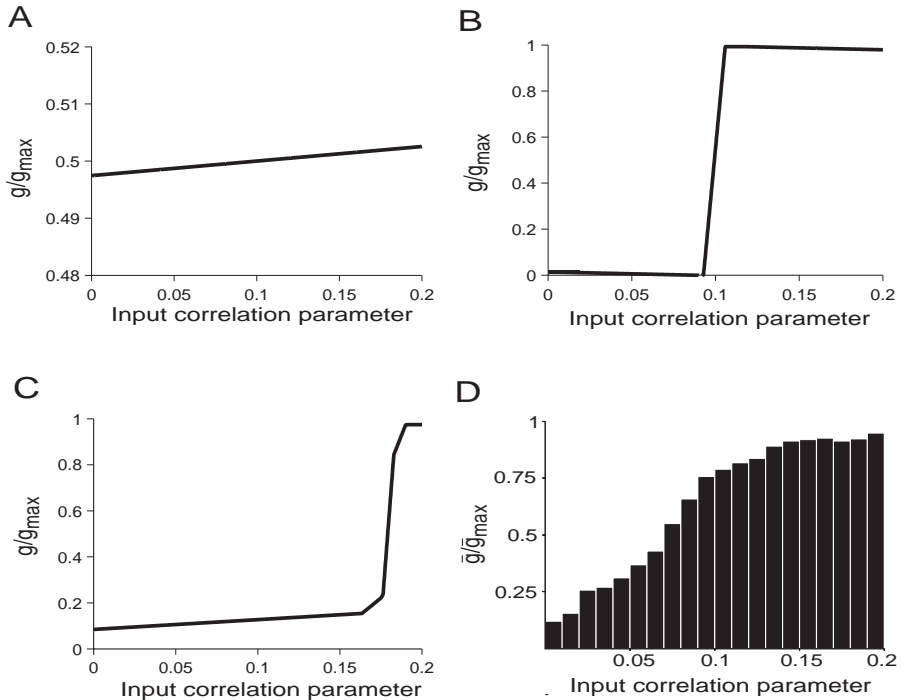 A
0.52
0.51
0.5
0.49
0.48
g/gmax
0 0.05 0.1 0.15 0.2
Input correlation parameter
B
1
0.8
0.6
0.4
0.2
0
g/gmax
0 0.05 0.1 0.15 0.2
Input correlation parameter
C
1
0.8
0.6
0.4
0.2
0
g/gmax
0 0.05 0.1 0.15 0.2
Input correlation parameter
D
1
0.75
0.5
0.25
g̅/g̅max
0.05 0.1 0.15 0.2
Input correlation parameter